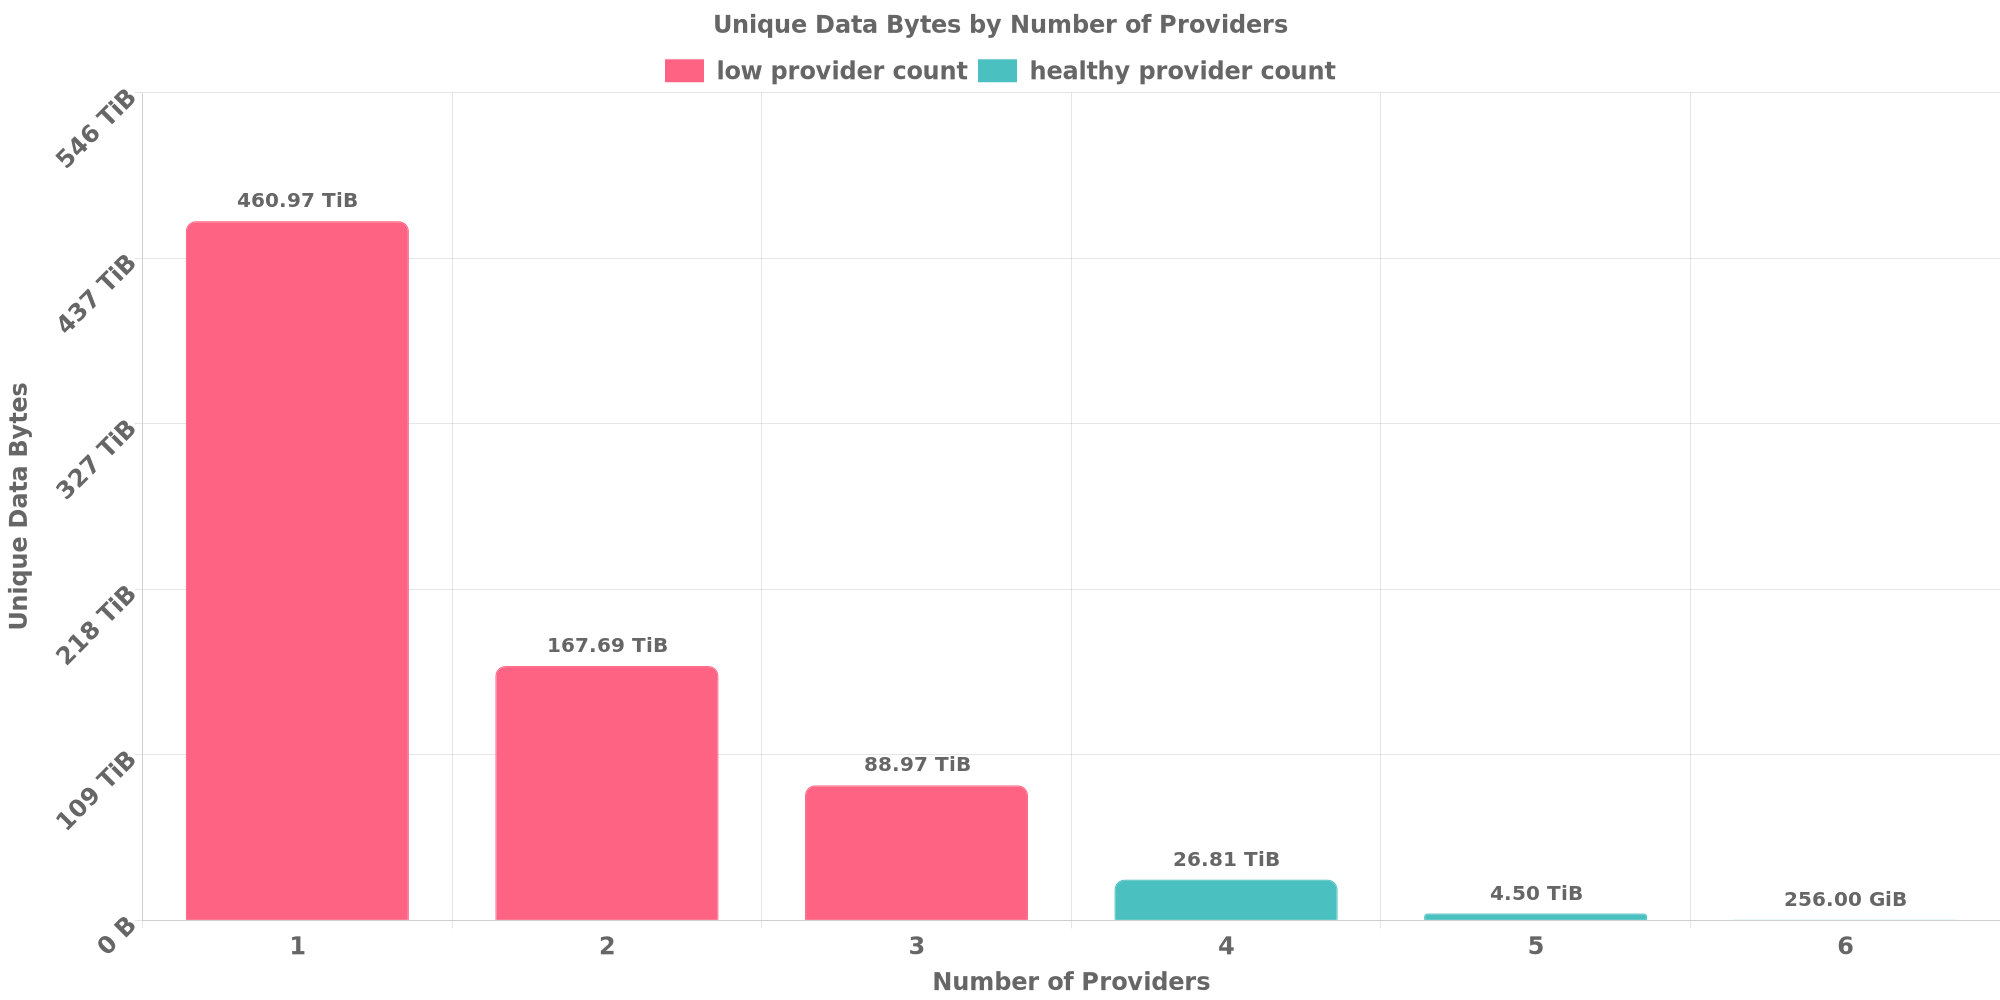 Unique Data Bytes by Number of Providers
low provider count healthy provider count
Unique Data Bytes
546 TiB
437 TiB
327 TiB
218 TiB
109 TiB
0 B
460.97 TiB
167.69 TiB
88.97 TiB
26.81 TiB
4.50 TiB
256.00 GiB
1 2 3 4 5 6
Number of Providers